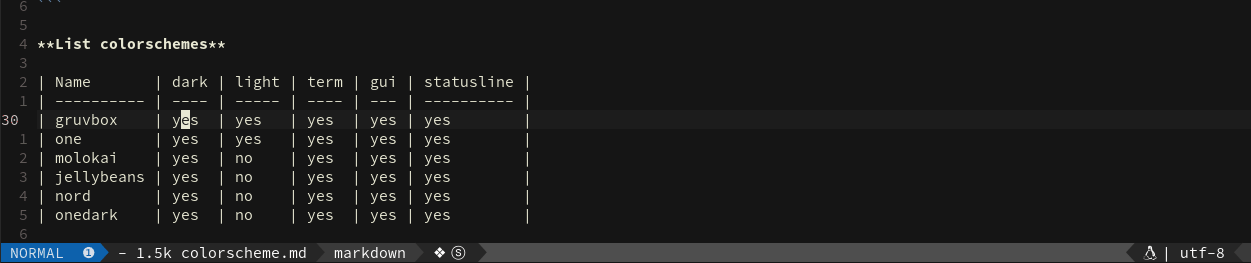 6 ```
5
4 **List colorschemes**
3
2 | Name       | dark | light | term | gui | statusline |
1 | ---------- | ---- | ----- | ---- | --- | ---------- |
30 | gruvbox    | yes  | yes   | yes  | yes | yes        |
1 | one        | yes  | yes   | yes  | yes | yes        |
2 | molokai    | yes  | no    | yes  | yes | yes        |
3 | jellybeans | yes  | no    | yes  | yes | yes        |
4 | nord       | yes  | no    | yes  | yes | yes        |
5 | onedark    | yes  | no    | yes  | yes | yes        |
6
NORMAL ❶ - 1.5k colorscheme.md markdown ❖ ⓢ | utf-8